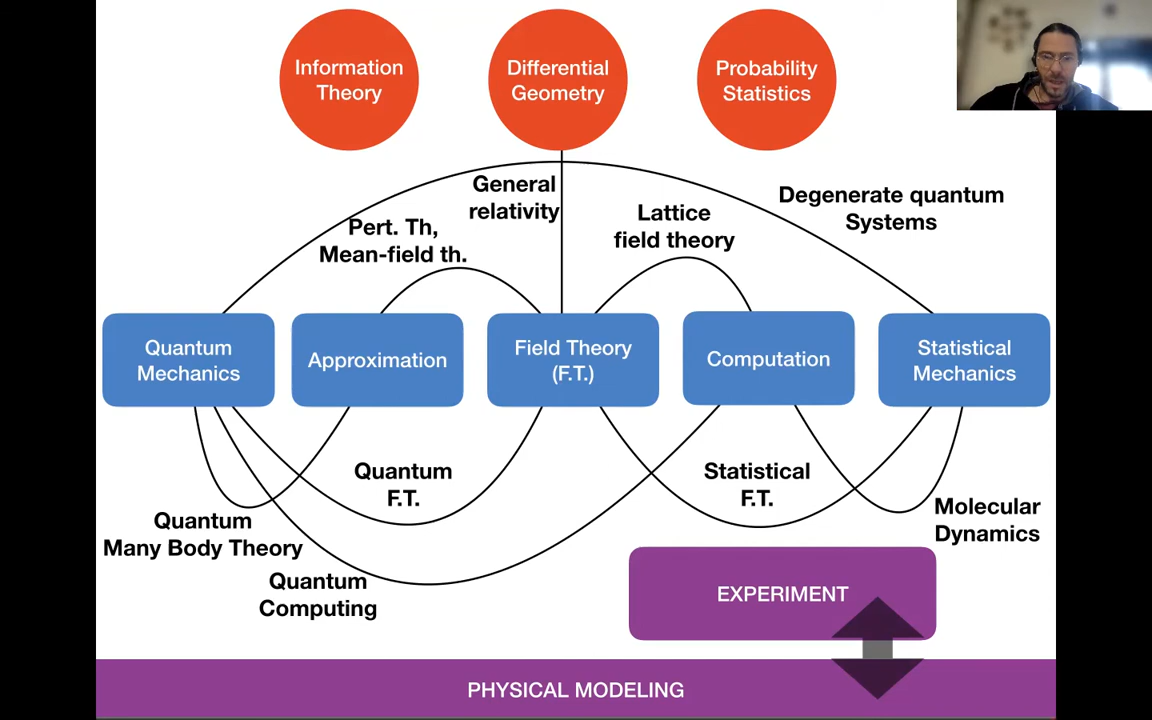 Information
Theory
Differential
Geometry
Probability
Statistics
General
relativity
Degenerate quantum
Systems
Pert. Th,
Mean-field th.
Lattice
field theory
Quantum
Mechanics
Approximation
Field Theory
(F.T.)
Computation
Statistical
Mechanics
Quantum
F.T.
Statistical
F.T.
Quantum
Many Body Theory
Molecular
Dynamics
Quantum
Computing
EXPERIMENT
PHYSICAL MODELING